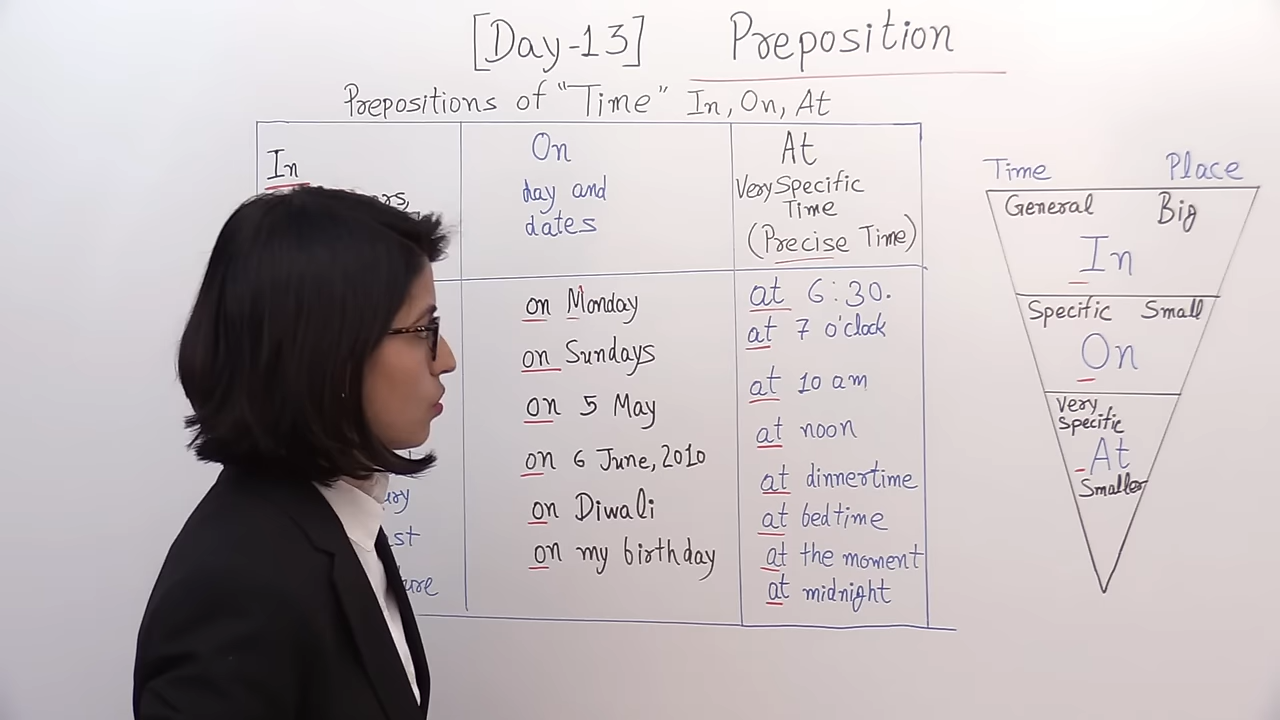 [Day-13] Preposition
Prepositions of "Time" In, On, At
In
On
day and
dates
on Monday
on Sundays
on 5 May
on 6 June, 2010
on Diwali
on my birthday
At
Very Specific
Time
(Precise Time)
at 6:30.
at 7 o'clock
at 10 am
at noon
at dinnertime
at bedtime
at the moment
at midnight
Time Place
General Big
In
Specific Small
On
Very
Specific
At
Smaller